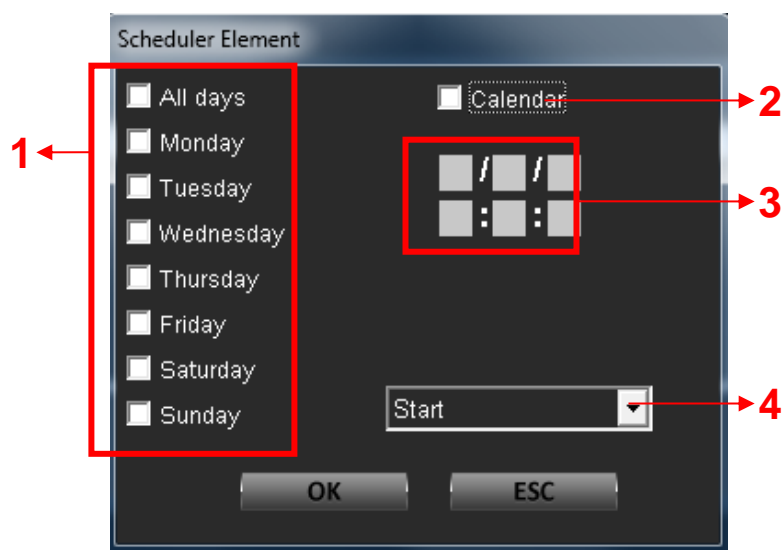 Scheduler Element
All days
Monday
Tuesday
Wednesday
Thursday
Friday
Saturday
Sunday
1
Calendar
2
/ /
: :
3
Start
4
OK
ESC